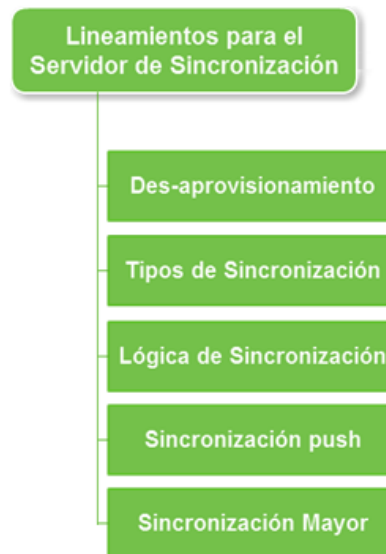 Lineamientos para el
Servidor de Sincronización
Des-aprovisionamiento
Tipos de Sincronización
Lógica de Sincronización
Sincronización push
Sincronización Mayor